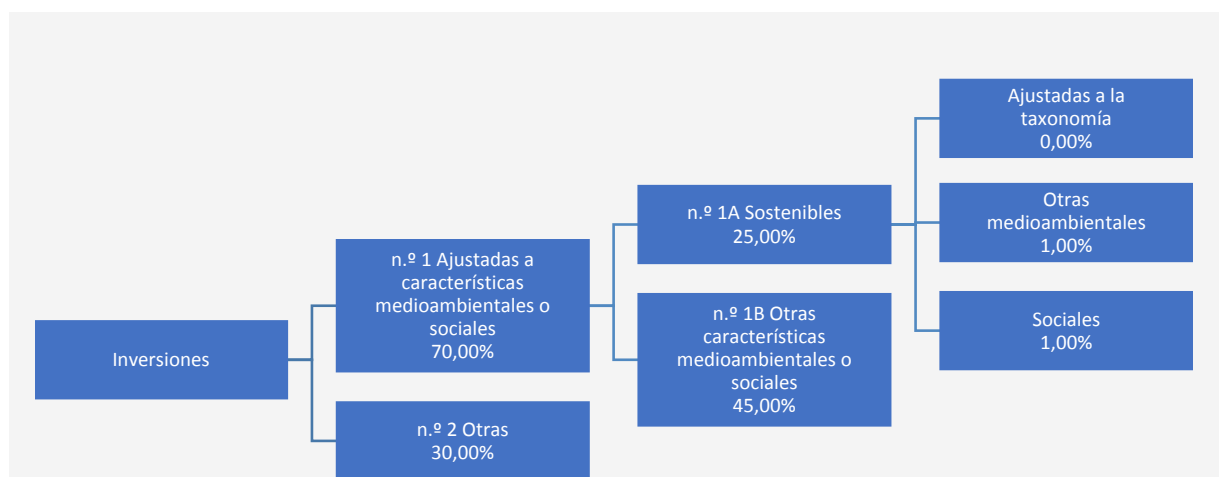 Inversiones
n.º 1 Ajustadas a
características
medioambientales o
sociales
70,00%
n.º 2 Otras
30,00%
n.º 1A Sostenibles
25,00%
n.º 1B Otras
características
medioambientales o
sociales
45,00%
Ajustadas a la
taxonomía
0,00%
Otras
medioambientales
1,00%
Sociales
1,00%